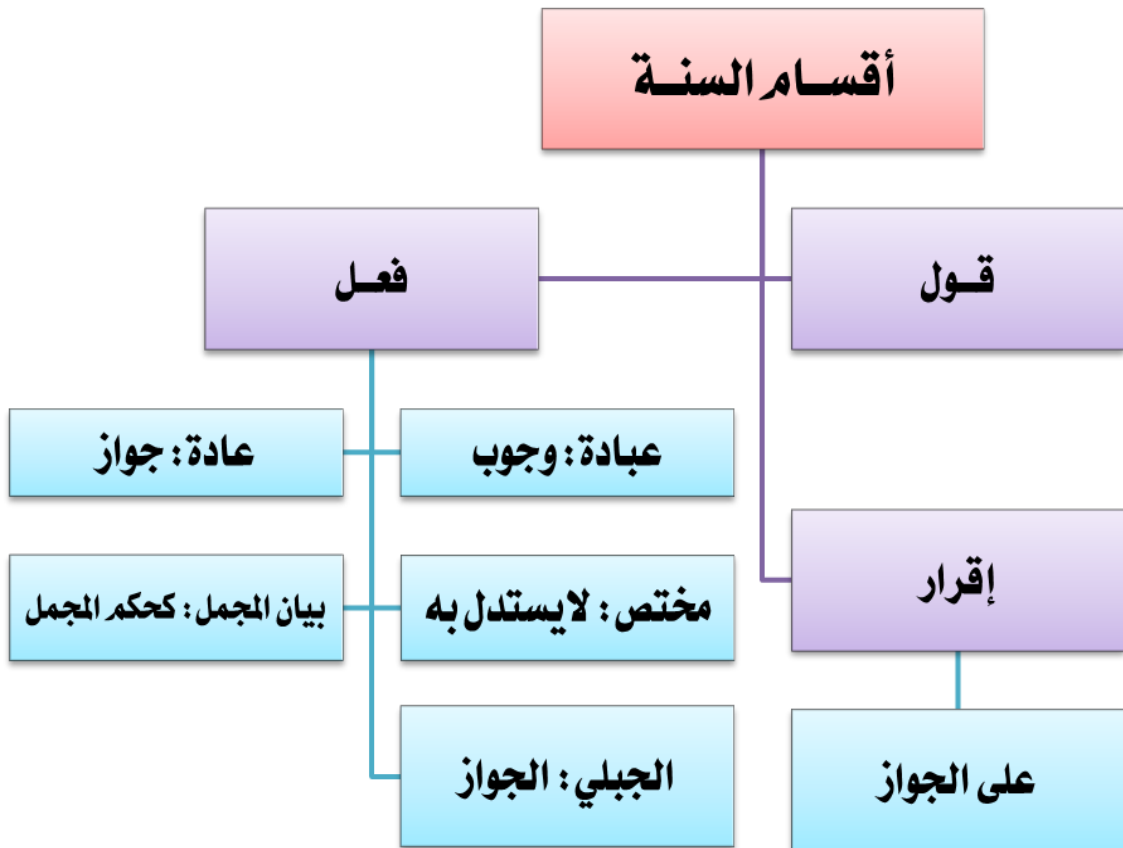 أقسام السنة
قول
فعل
عبادة: وجوب
عادة: جواز
مختص: لايستدل به
بيان المجمل: كحكم المجمل
الجبلي: الجواز
إقرار
على الجواز